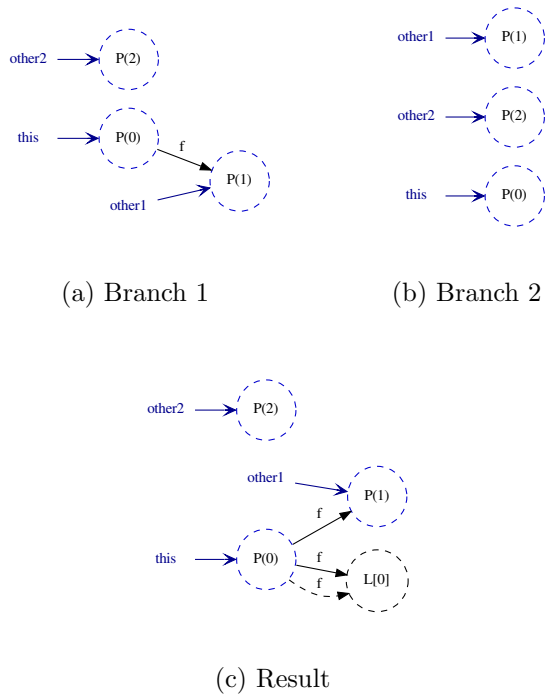 other2
P(2)
this
P(0)
f
P(1)
other1
(a) Branch 1
other1
P(1)
other2
P(2)
this
P(0)
(b) Branch 2
other2
P(2)
other1
P(1)
f
this
P(0)
f
f
L[0]
(c) Result